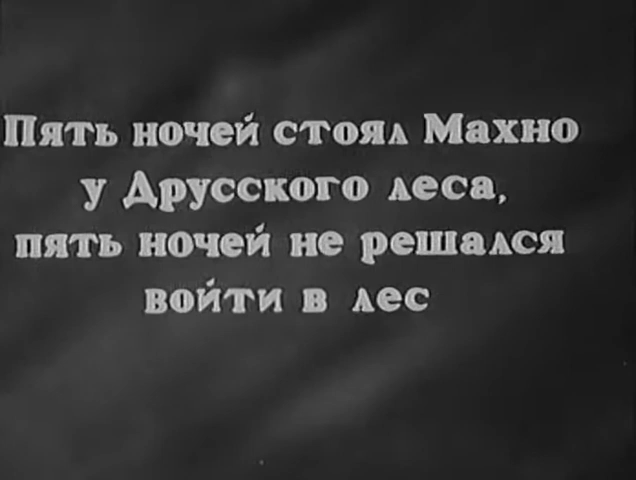 Пять ночей стоял Махно
у Друсского леса,
пять ночей не решался
войти в лес